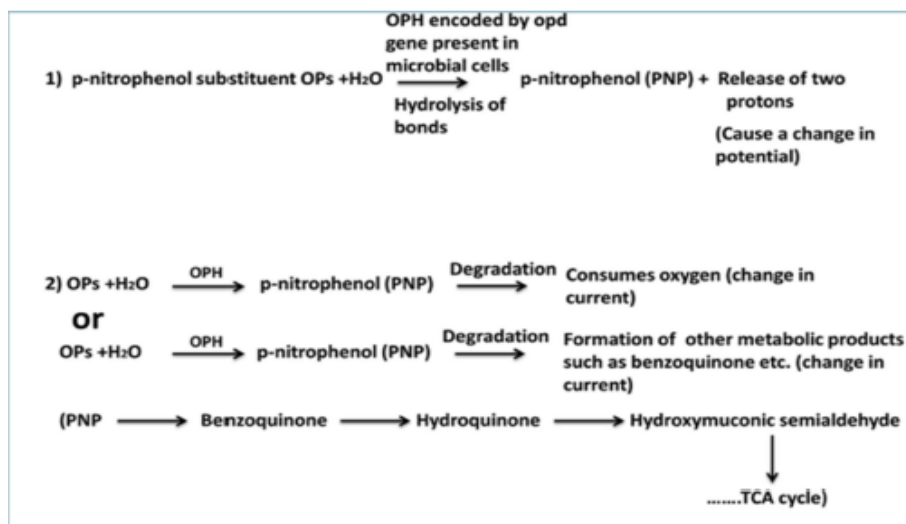 OPH encoded by opd
gene present in
microbial cells
1) p-nitrophenol substituent OPs +H₂O
p-nitrophenol (PNP) + Release of two
protons
Hydrolysis of
bonds
(Cause a change in
potential)
2) OPs +H₂O OPH p-nitrophenol (PNP) Degradation Consumes oxygen (change in
current)
or
OPs +H₂O OPH p-nitrophenol (PNP) Degradation Formation of other metabolic products
such as benzoquinone etc. (change in
current)
(PNP Benzoquinone Hydroquinone Hydroxymuconic semialdehyde
.......TCA cycle)